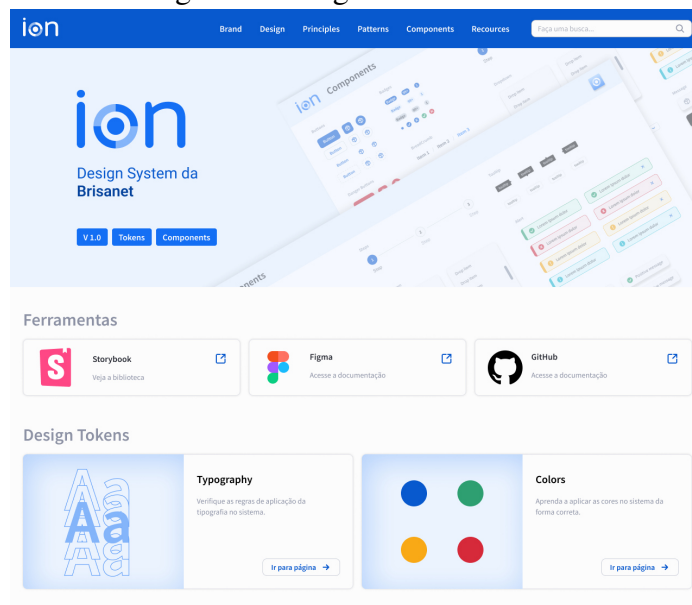 ion
Brand Design Principles Patterns Components Recources
Faça uma busca...
ion Components
ion
Design System da
Brisanet
V 1.0 Tokens Components
Ferramentas
Storybook
Veja a biblioteca
Figma
Acesse a documentação
GitHub
Acesse a documentação
Design Tokens
Aa
Typography
Verifique as regras de aplicação da
tipografia no sistema.
Ir para página
Colors
Aprenda a aplicar as cores no sistema da
forma correta.
Ir para página